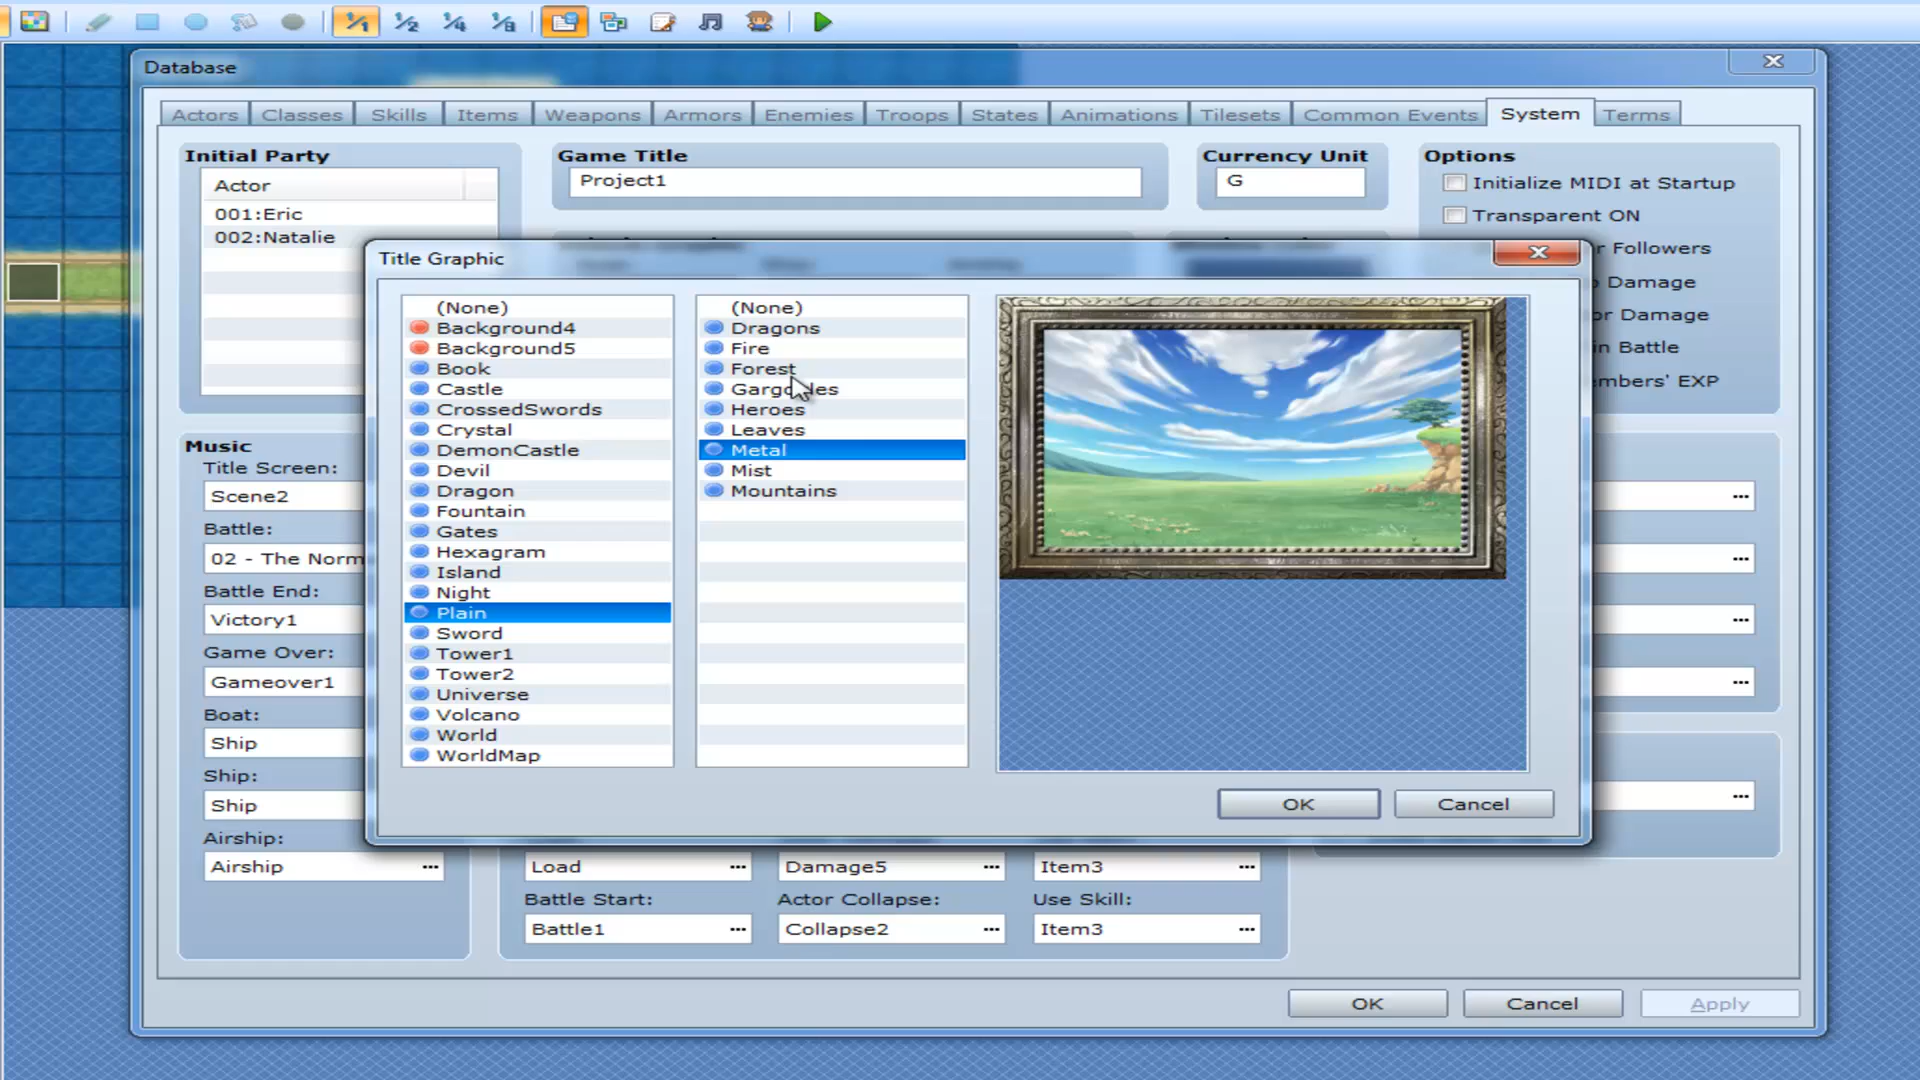 Database
Actors Classes Skills Items Weapons Armors Enemies Troops States Animations Tilesets Common Events System Terms
Initial Party
Actor
001:Eric
002:Natalie
Game Title
Project1
Currency Unit
G
Options
Initialize MIDI at Startup
Transparent ON
r Followers
Damage
or Damage
in Battle
mbers' EXP
Title Graphic
(None)
Background4
Background5
Book
Castle
CrossedSwords
Crystal
DemonCastle
Devil
Dragon
Fountain
Gates
Hexagram
Island
Night
Plain
Sword
Tower1
Tower2
Universe
Volcano
World
WorldMap
(None)
Dragons
Fire
Forest
Gargoyles
Heroes
Leaves
Metal
Mist
Mountains
OK Cancel
Music
Title Screen:
Scene2
...
Battle:
02 - The Norm
...
Battle End:
Victory1
...
Game Over:
Gameover1
...
Boat:
Ship
Ship:
Ship
...
Airship:
Airship ...
Load ... Damage5 ... Item3 ...
Battle Start: Actor Collapse: Use Skill:
Battle1 ... Collapse2 ... Item3 ...
OK Cancel Apply